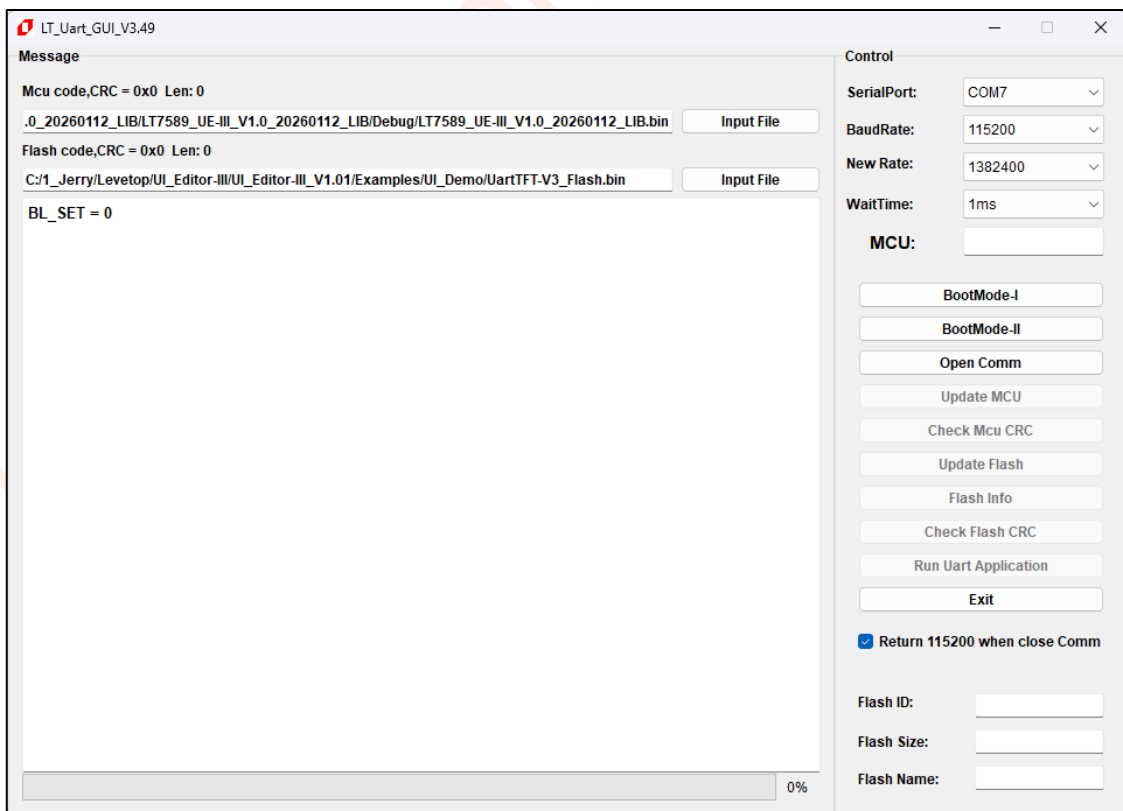 LT_Uart_GUI_V3.49
Message
Mcu code,CRC = 0x0 Len: 0
.0_20260112_LIB/LT7589_UE-III_V1.0_20260112_LIB/Debug/LT7589_UE-III_V1.0_20260112_LIB.bin Input File
Flash code,CRC = 0x0 Len: 0
C:/1_Jerry/Levetop/UI_Editor-III/UI_Editor-III_V1.01/Examples/UI_Demo/UartTFT-V3_Flash.bin Input File
BL_SET = 0
0%
Control
SerialPort: COM7
BaudRate: 115200
New Rate: 1382400
WaitTime: 1ms
MCU:
BootMode-I
BootMode-II
Open Comm
Update MCU
Check Mcu CRC
Update Flash
Flash Info
Check Flash CRC
Run Uart Application
Exit
Return 115200 when close Comm
Flash ID:
Flash Size:
Flash Name: